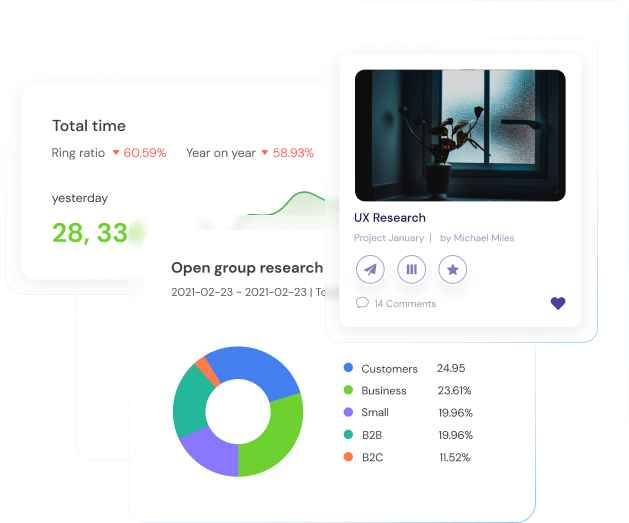 Total time
Ring ratio 60.59% Year on year 58.93%
yesterday
28, 33
UX Research
Project January | by Michael Miles
14 Comments
Open group research
2021-02-23 ~ 2021-02-23 |
Customers 24.95
Business 23.61%
Small 19.96%
B2B 19.96%
B2C 11.52%